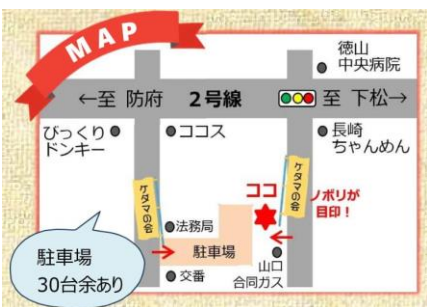 MAP
徳山
中央病院
←至 防府 2号線 至 下松→
びっくり
ドンキー
ココス
長崎
ちゃんめん
ケタマの会
ココ
ケタマの会
ノボリが
目印！
法務局
駐車場
交番
山口
合同ガス
駐車場
30台余あり